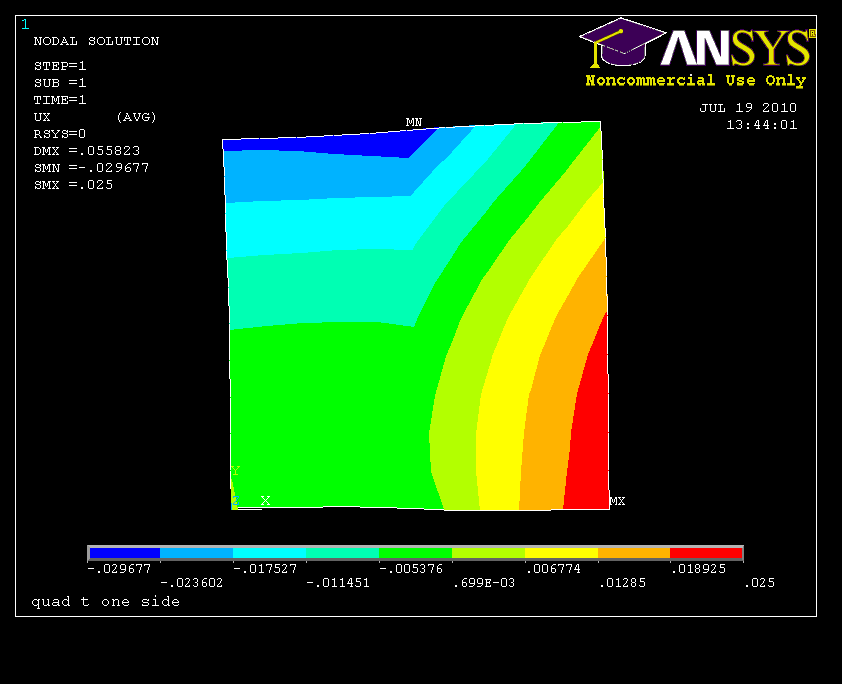 1
NODAL SOLUTION
STEP=1
SUB =1
TIME=1
UX (AVG)
RSYS=0
DMX =.055823
SMN =-.029677
SMX =.025
ANSYS®
Noncommercial Use Only
JUL 19 2010
13:44:01
MN
Y
Z X
MX
-.029677 -.017527 -.005376 .006774 .018925
-.023602 -.011451 .699E-03 .01285 .025
quad t one side